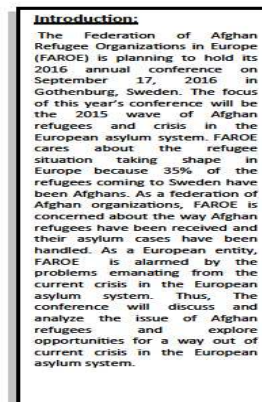 Introduction:
The Federation of Afghan
Refugee Organizations in Europe
(FAROE) is planning to hold its
2016 annual conference on
September 17, 2016 in
Gothenburg, Sweden. The focus
of this year's conference will be
the 2015 wave of Afghan
refugees and crisis in the
European asylum system. FAROE
cares about the refugee
situation taking shape in
Europe because 35% of the
refugees coming to Sweden have
been Afghans. As a federation of
Afghan organizations, FAROE is
concerned about the way Afghan
refugees have been received and
their asylum cases have been
handled. As a European entity,
FAROE is alarmed by the
problems emanating from the
current crisis in the European
asylum system. Thus, The
conference will discuss and
analyze the issue of Afghan
refugees and explore
opportunities for a way out of
current crisis in the European
asylum system.